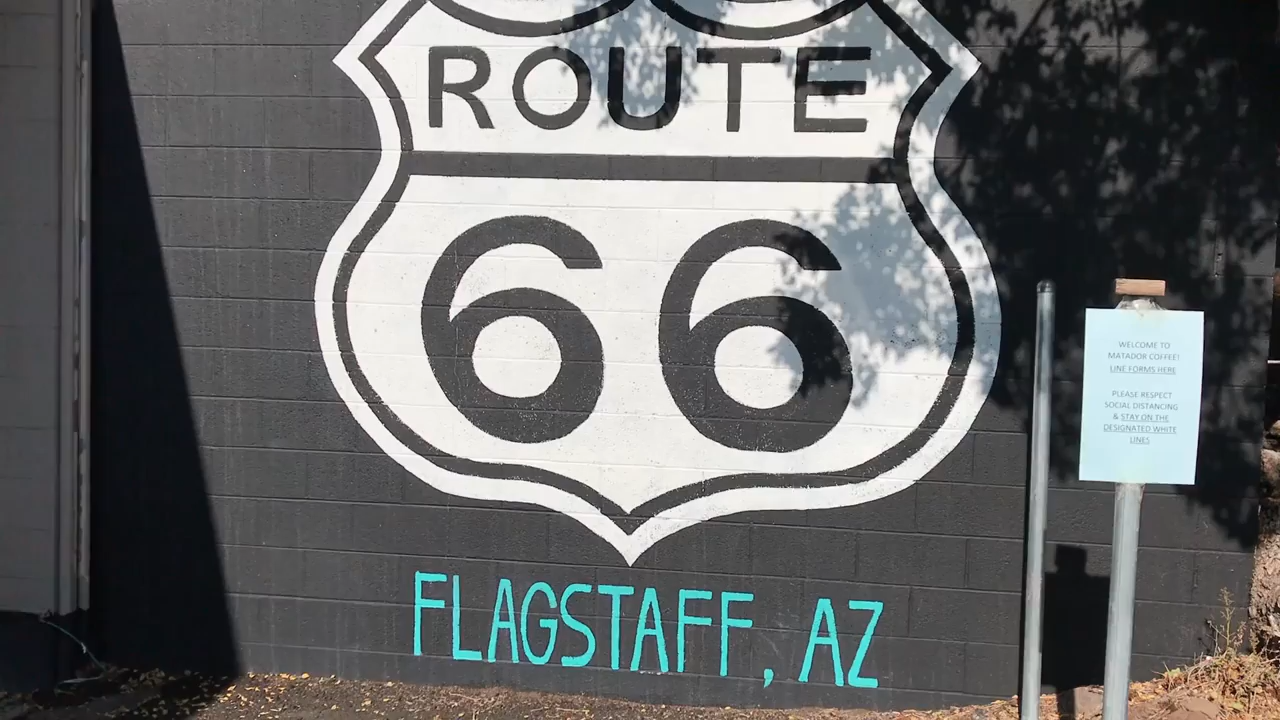 ROUTE
66
FLAGSTAFF, AZ
WELCOME TO
MATADOR COFFEE!
LINE FORMS HERE
PLEASE RESPECT
SOCIAL DISTANCING
& STAY ON THE
DESIGNATED WHITE
LINES